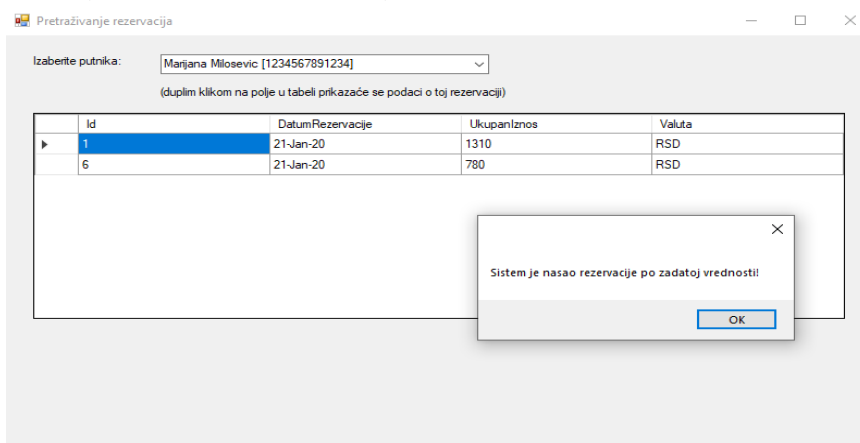 Pretraživanje rezervacija
Izaberite putnika: Marijana Milosevic [1234567891234]
(duplim klikom na polje u tabeli prikazaće se podaci o toj rezervaciji)
Id DatumRezervacije UkupanIznos Valuta
1 21-Jan-20 1310 RSD
6 21-Jan-20 780 RSD
Sistem je nasao rezervacije po zadatoj vrednosti!
OK